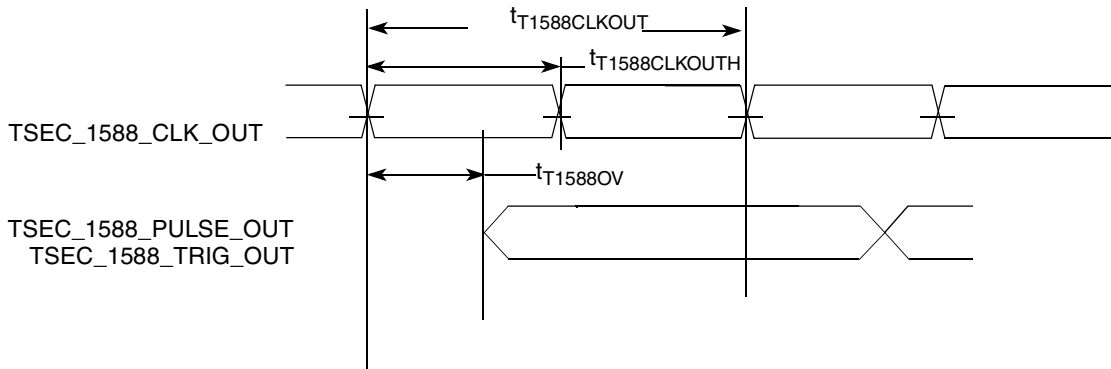 tT1588CLKOUT
tT1588CLKOUTH
TSEC_1588_CLK_OUT
tT1588OV
TSEC_1588_PULSE_OUT
TSEC_1588_TRIG_OUT